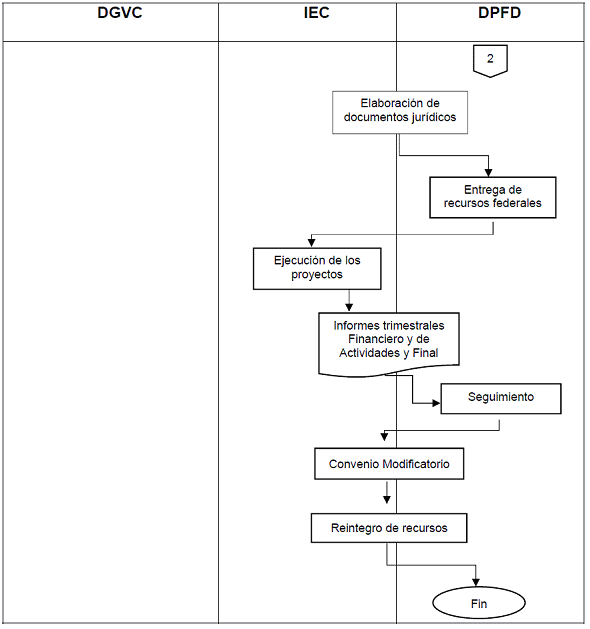 DGVC
IEC
DPFD
2
Elaboración de
documentos jurídicos
Entrega de
recursos federales
Ejecución de los
proyectos
Informes trimestrales
Financiero y de
Actividades y Final
Seguimiento
Convenio Modificatorio
Reintegro de recursos
Fin